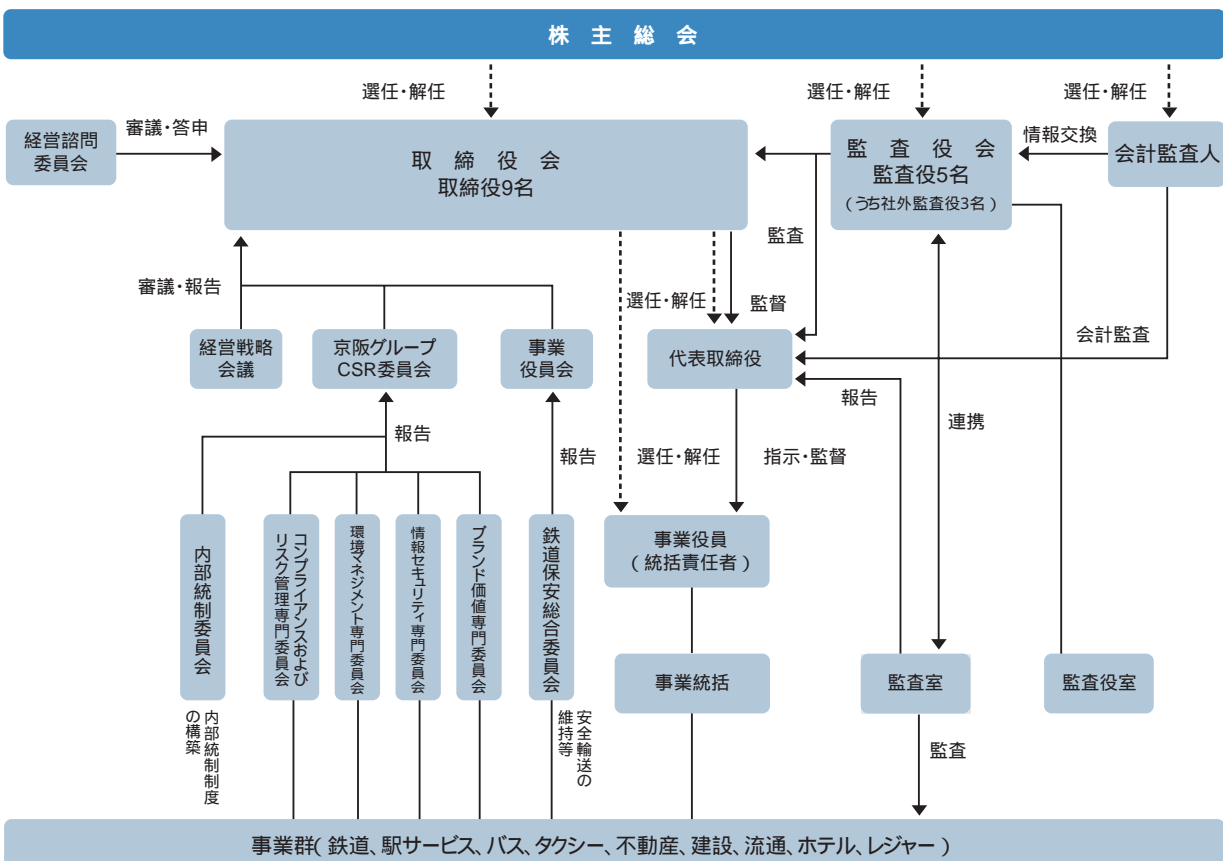 株主総会
選任・解任
選任・解任
選任・解任
経営諮問
委員会
審議・答申
取締役会
取締役9名
監査役会
監査役5名
(うち社外監査役3名)
情報交換
会計監査人
監査
審議・報告
選任・解任
監督
経営戦略
会議
京阪グループ
CSR委員会
事業
役員会
代表取締役
会計監査
報告
報告
報告
選任・解任
指示・監督
連携
内部統制委員会
コンプライアンスおよび
リスク管理専門委員会
環境マネジメント専門委員会
情報セキュリティ専門委員会
ブランド価値専門委員会
鉄道保安総合委員会
事業役員
(統括責任者)
事業統括
監査室
監査役室
内部統制制度
の構築
安全輸送の
維持等
監査
事業群(鉄道、駅サービス、バス、タクシー、不動産、建設、流通、ホテル、レジャー)